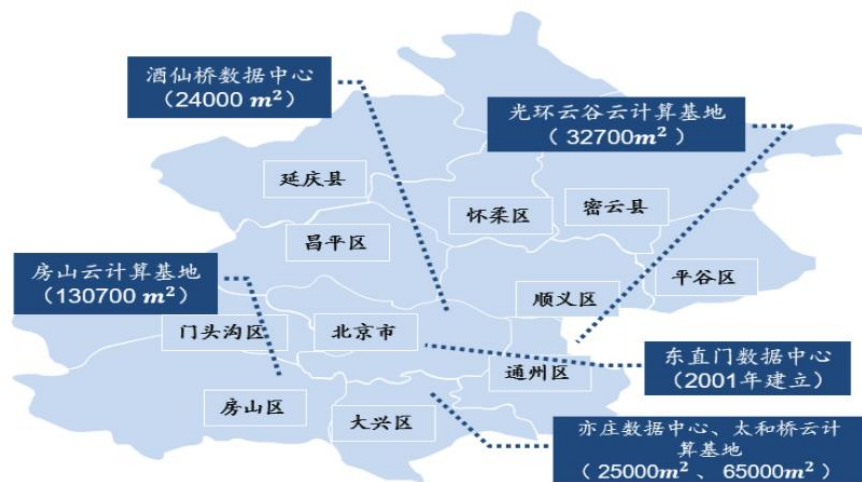 酒仙桥数据中心
（24000 m²）
光环云谷云计算基地
（ 32700m² ）
延庆县
怀柔区
密云县
昌平区
房山云计算基地
（130700 m²）
平谷区
顺义区
门头沟区
北京市
东直门数据中心
（2001年建立）
通州区
房山区
大兴区
亦庄数据中心、太和桥云计
算基地
（ 25000m² 、 65000m² ）